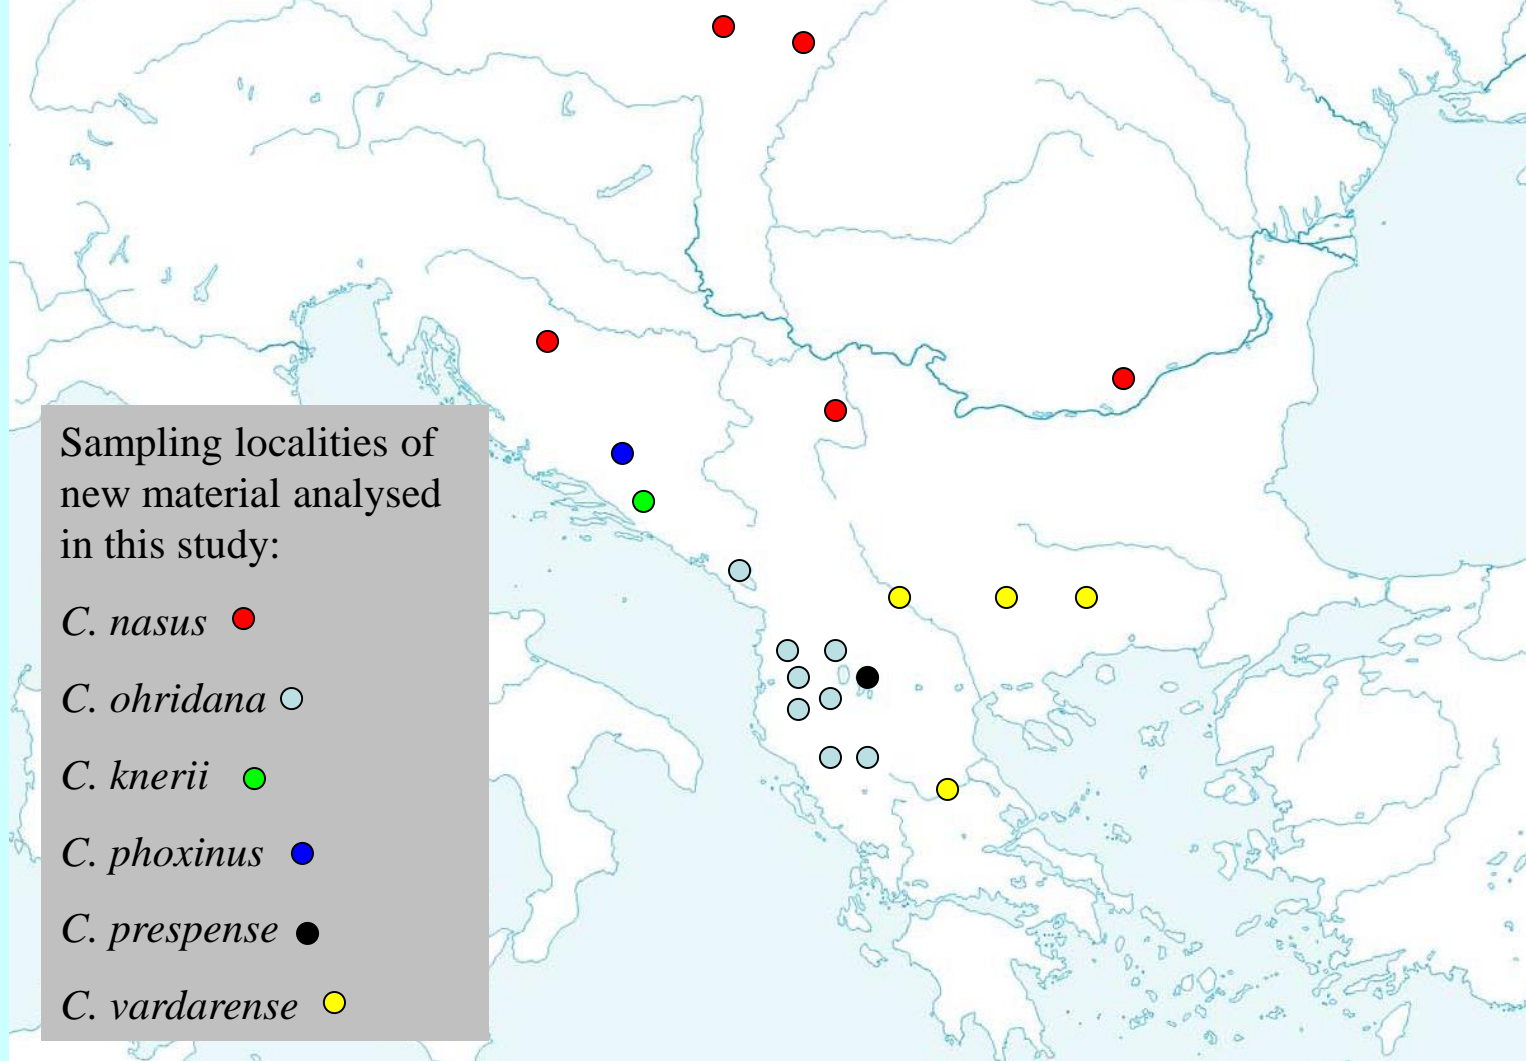 Sampling localities of
new material analysed
in this study:
C. nasus
C. ohridana
C. knerii
C. phoxinus
C. prespense
C. vardarense